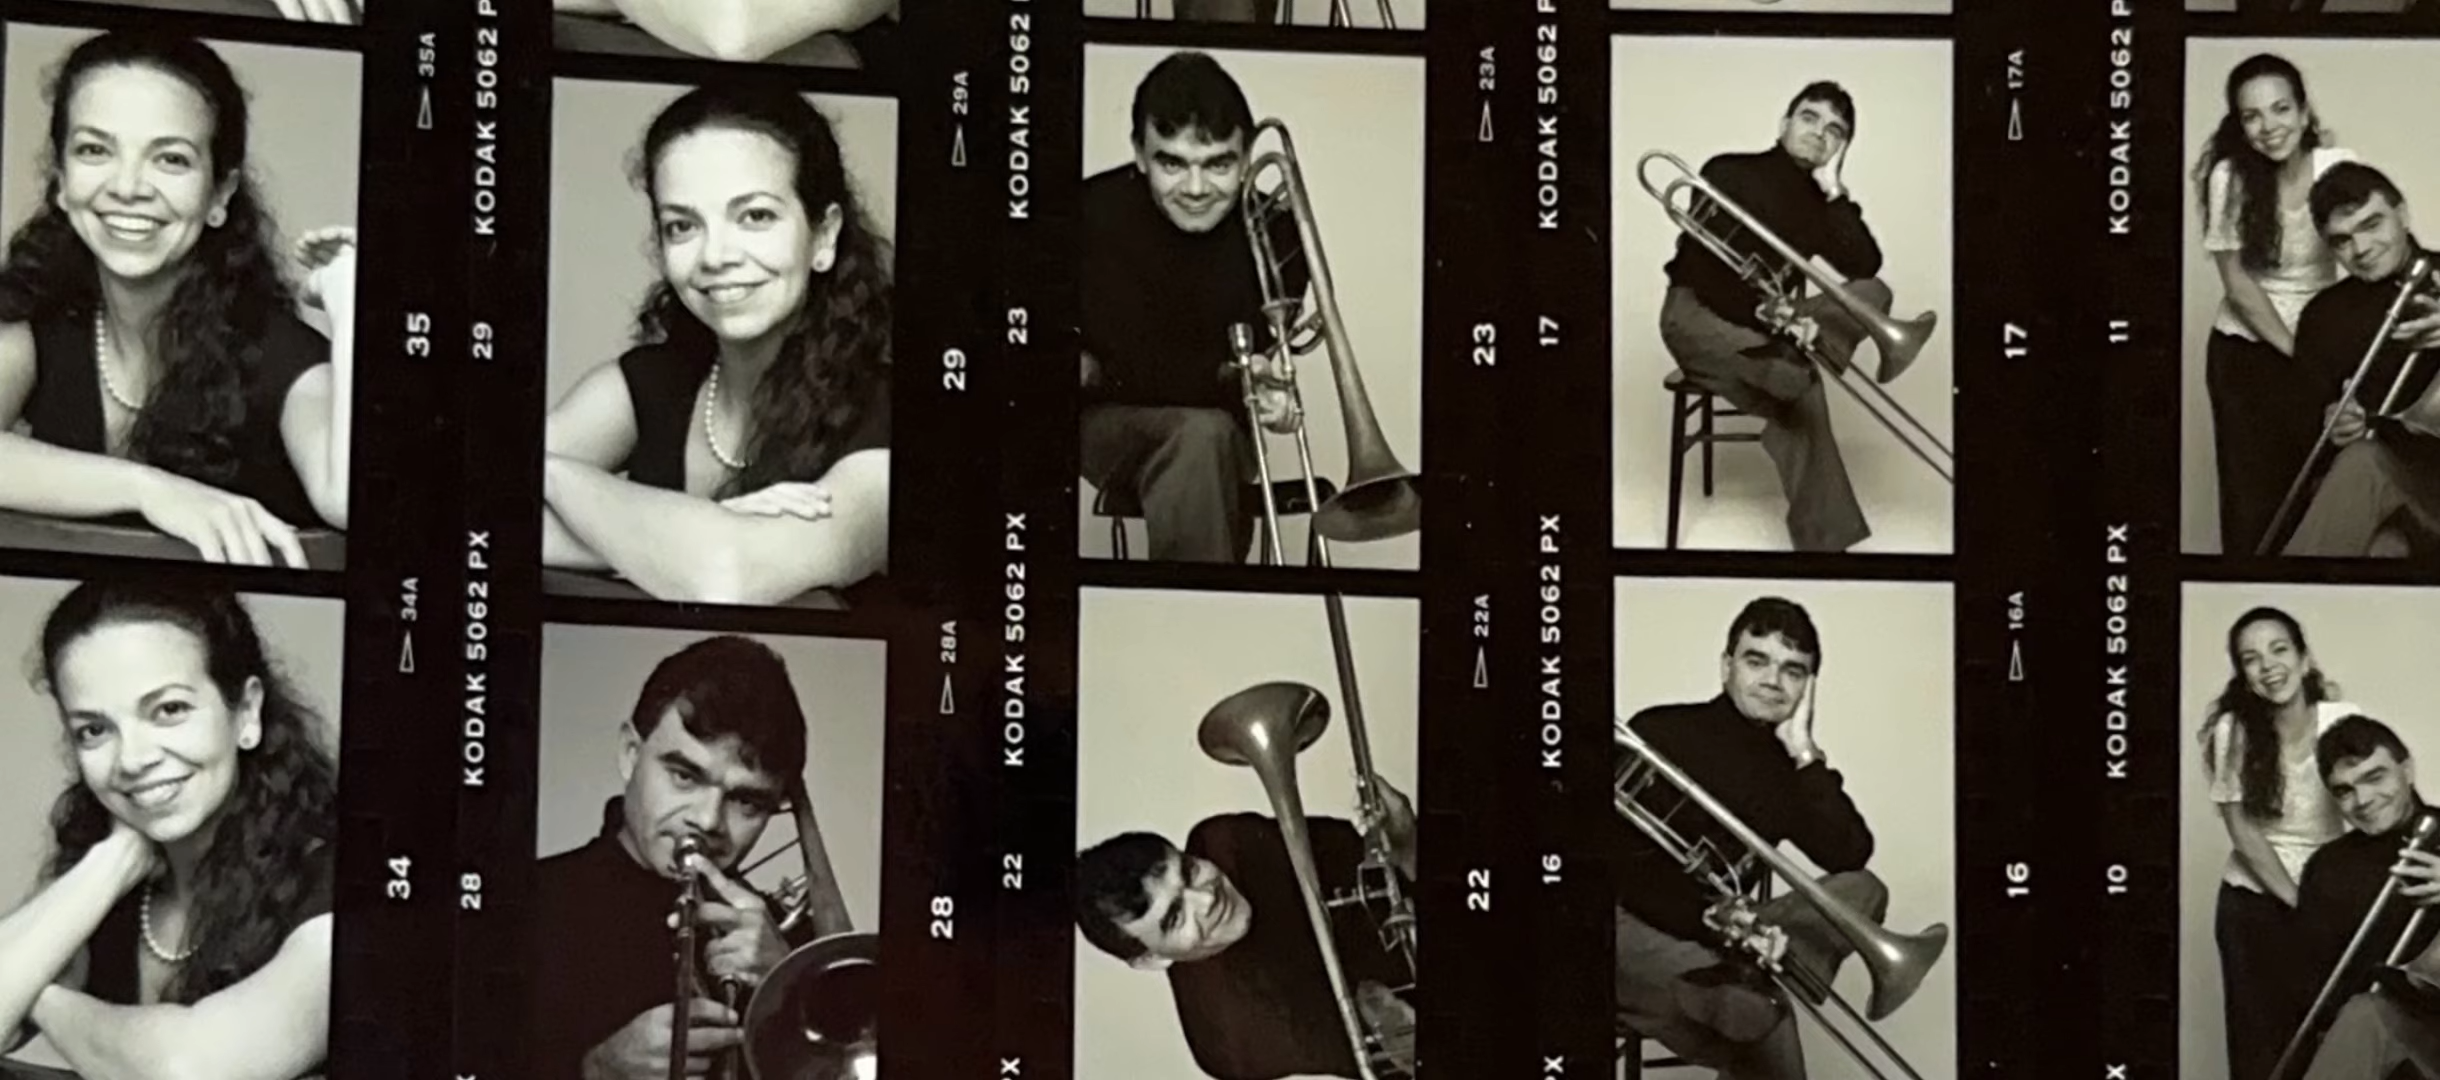 35A
35
34A
34
KODAK 5062 P
29
KODAK 5062 PX
28
29A
29
28A
28
KODAK 5062
23
KODAK 5062 PX
22
PX
23A
23
22A
22
KODAK 5062 P
17
KODAK 5062 PX
16
PX
17A
17
16A
16
KODAK 5062 P
11
KODAK 5062 PX
10
X